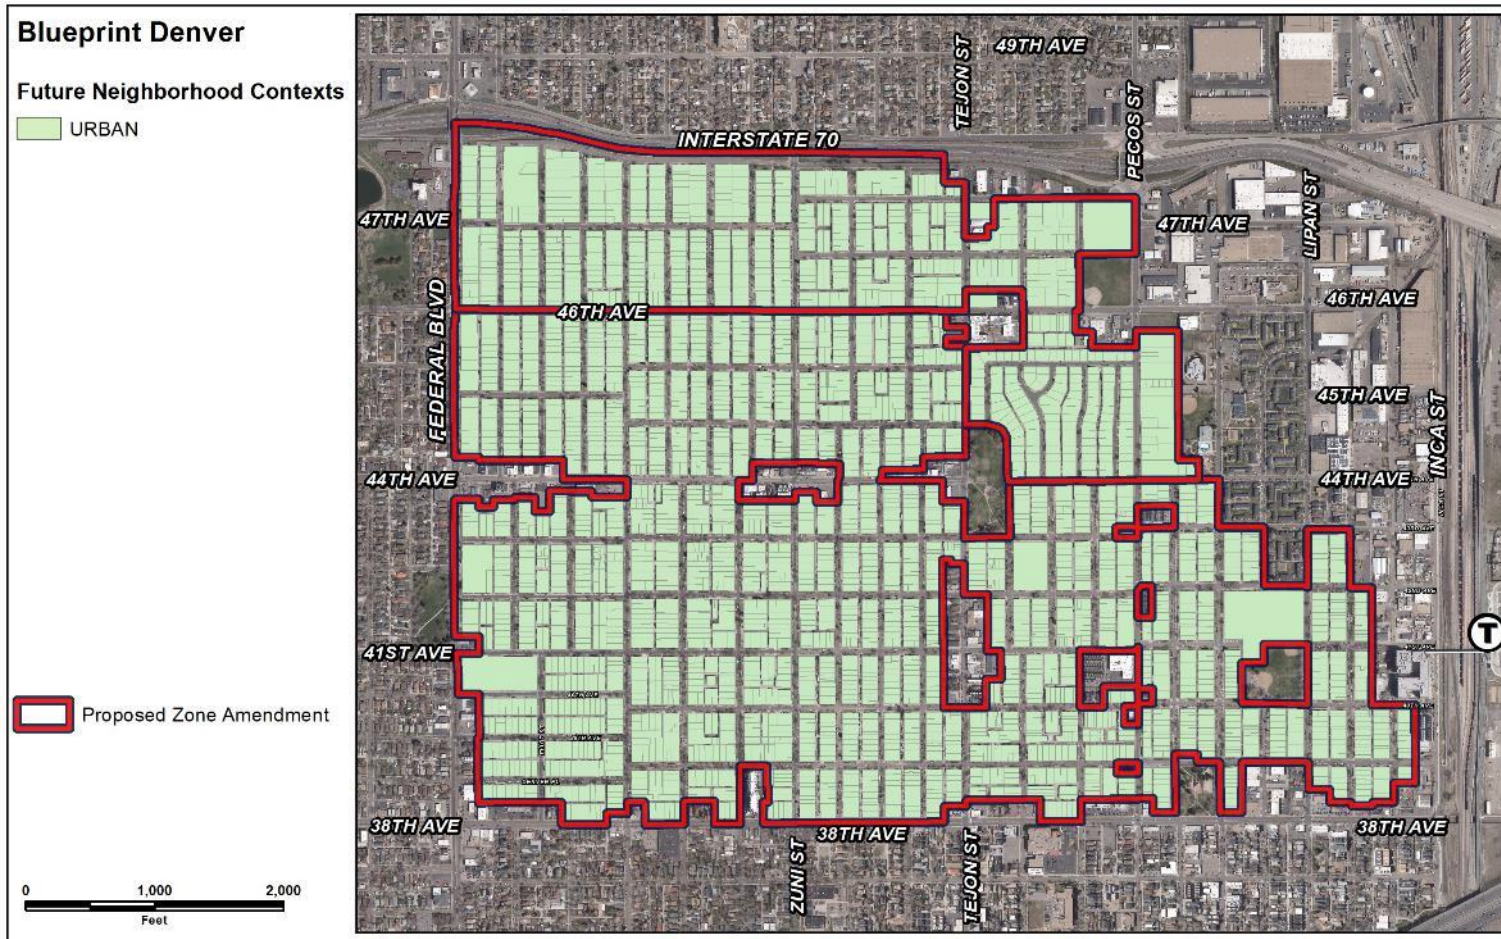 Blueprint Denver
Future Neighborhood Contexts
URBAN
Proposed Zone Amendment
0 1,000 2,000
Feet
49TH AVE
TEJON ST
PECOS ST
INTERSTATE 70
47TH AVE
47TH AVE
LIPAN ST
46TH AVE
46TH AVE
FEDERAL BLVD
45TH AVE
INCA ST
44TH AVE
44TH AVE
41ST AVE
T
38TH AVE
38TH AVE
38TH AVE
ZUNI ST
TEJON ST